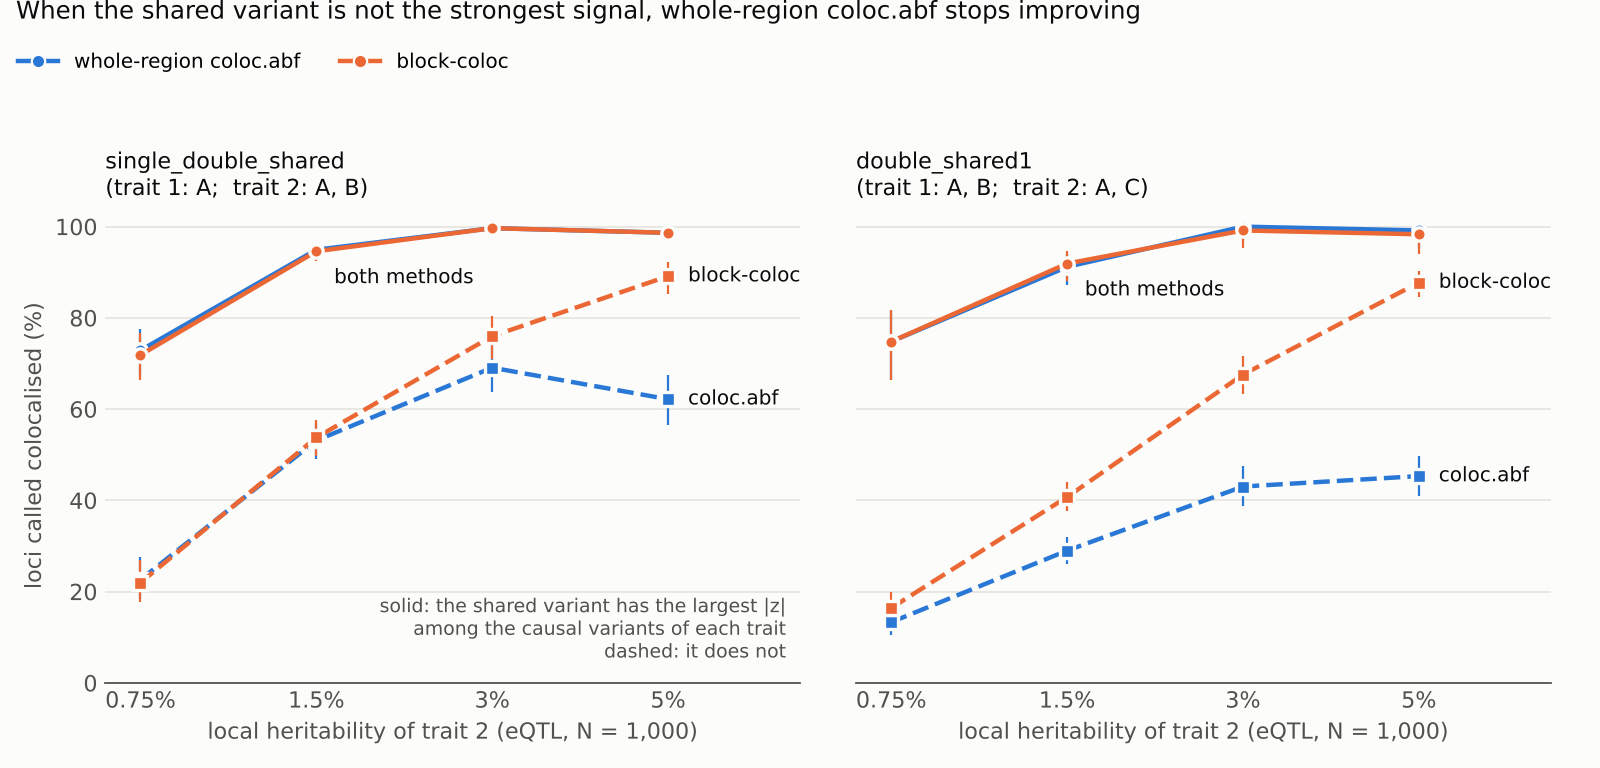 When the shared variant is not the strongest signal, whole-region coloc.abf stops improving
whole-region coloc.abf
block-coloc
single_double_shared
(trait 1: A;  trait 2: A, B)
loci called colocalised (%)
100
80
60
40
20
0
both methods
block-coloc
coloc.abf
solid: the shared variant has the largest |z|
among the causal variants of each trait
dashed: it does not
0.75%
1.5%
3%
5%
local heritability of trait 2 (eQTL, N = 1,000)
double_shared1
(trait 1: A, B;  trait 2: A, C)
both methods
block-coloc
coloc.abf
0.75%
1.5%
3%
5%
local heritability of trait 2 (eQTL, N = 1,000)